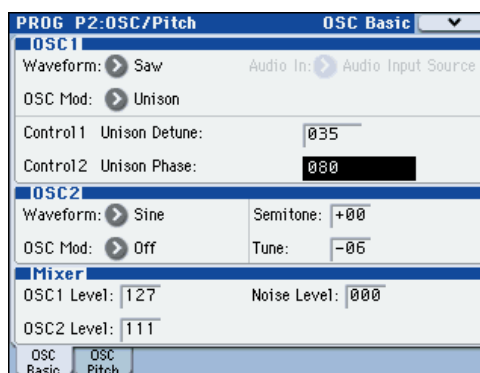 PROG P2:OSC/Pitch OSC Basic
OSC1
Waveform: Saw Audio In: Audio Input Source
OSC Mod: Unison
Control1 Unison Detune: 035
Control2 Unison Phase: 080
OSC2
Waveform: Sine Semitone: +00
OSC Mod: Off Tune: -06
Mixer
OSC1 Level: 127 Noise Level: 000
OSC2 Level: 111
OSC Basic OSC Pitch